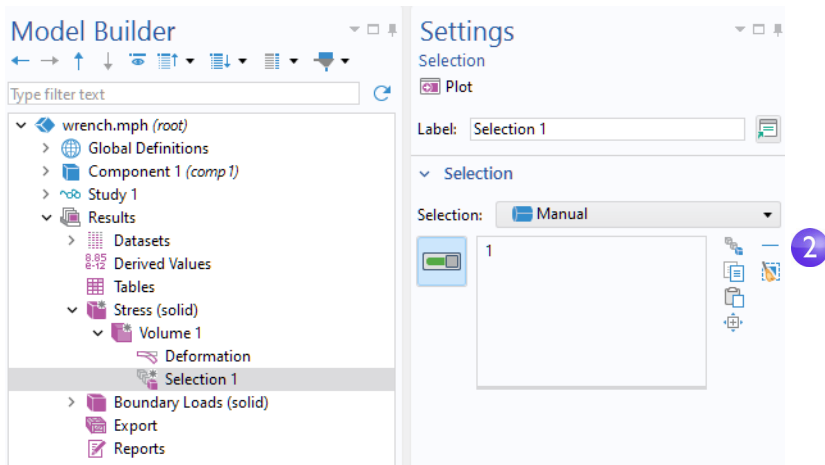 Model Builder
Type filter text
wrench.mph (root)
Global Definitions
Component 1 (comp1)
Study 1
Results
Datasets
8.85
e-12
Derived Values
Tables
Stress (solid)
Volume 1
Deformation
Selection 1
Boundary Loads (solid)
Export
Reports
Settings
Selection
Plot
Label: Selection 1
Selection
Selection: Manual
1
2